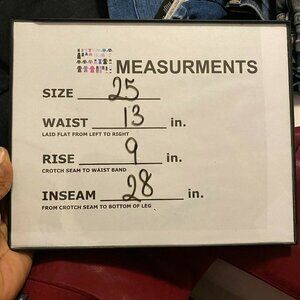 MEASURMENTS
SIZE 25
WAIST 13 in.
LAID FLAT FROM LEFT TO RIGHT
RISE 9 in.
CROTCH SEAM TO WAIST BAND
INSEAM 28 in.
FROM CROTCH SEAM TO BOTTOM OF LEG